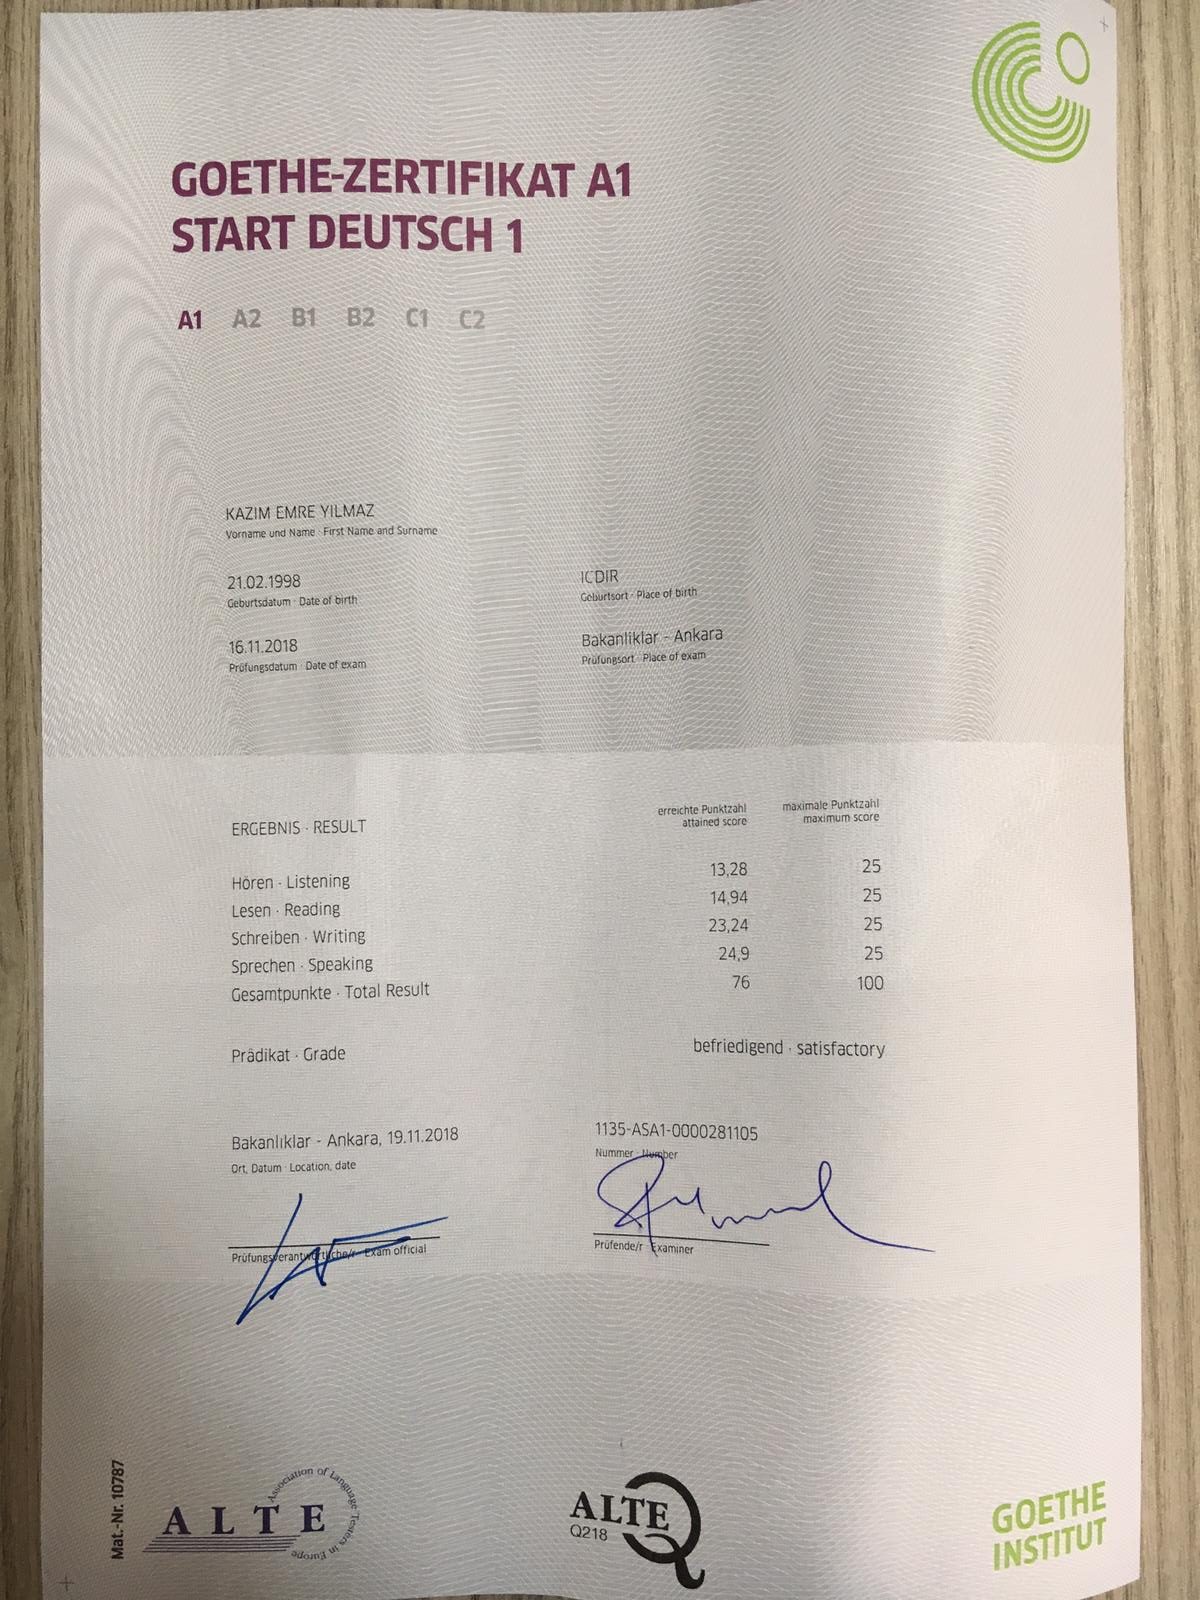 GOETHE-ZERTIFIKAT A1
START DEUTSCH 1
A1 A2 B1 B2 C1 C2
KAZIM EMRE YILMAZ
Vorname und Name · First Name and Surname
21.02.1998
Geburtsdatum · Date of birth
ICDIR
Geburtsort · Place of birth
16.11.2018
Prüfungsdatum · Date of exam
Bakanliklar - Ankara
Prüfungsort · Place of exam
ERGEBNIS · RESULT
erreichte Punktzahl
attained score
maximale Punktzahl
maximum score
Hören · Listening 13,28 25
Lesen · Reading 14,94 25
Schreiben · Writing 23,24 25
Sprechen · Speaking 24,9 25
Gesamtpunkte · Total Result 76 100
Prädikat · Grade befriedigend · satisfactory
Bakanlıklar - Ankara, 19.11.2018
Ort, Datum · Location, date
1135-ASA1-0000281105
Nummer · Number
Prüfungsverantwortliche/r · Exam official
Prüfende/r Examiner
Mat.-Nr. 10787
ALTE
Association of Language Testers in Europe
ALTE
Q218
GOETHE
INSTITUT